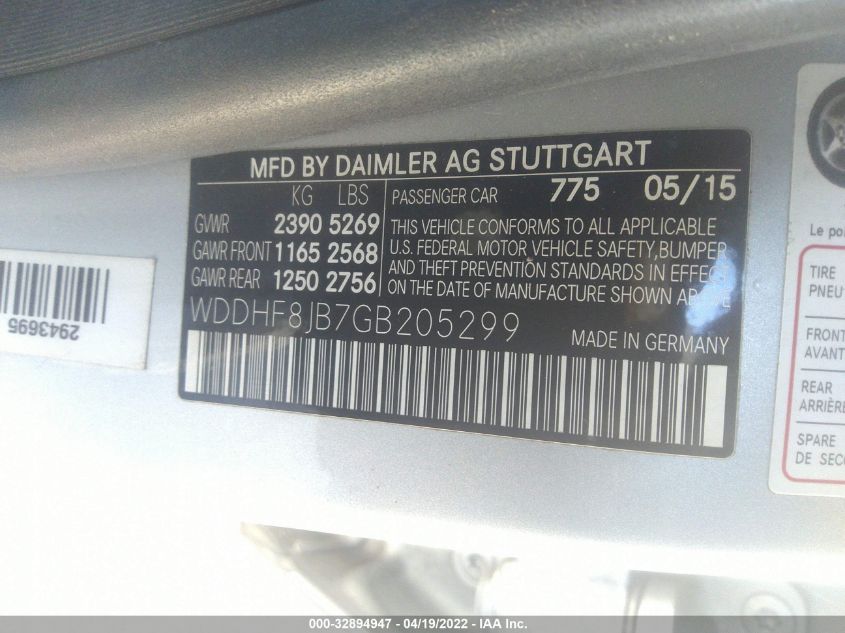 MFD BY DAIMLER AG STUTTGART
KG LBS
GVWR 2390 5269
GAWR FRONT 1165 2568
GAWR REAR 1250 2756
PASSENGER CAR 775 05/15
THIS VEHICLE CONFORMS TO ALL APPLICABLE
U.S. FEDERAL MOTOR VEHICLE SAFETY,BUMPER
AND THEFT PREVENTION STANDARDS IN EFFECT
ON THE DATE OF MANUFACTURE SHOWN ABOVE
WDDHF8JB7GB205299
MADE IN GERMANY
2943695
Le
TIRE
FRONT
AVANT
REAR
ARRIÈRE
SPARE
DE
000-32894947 - 04/19/2022 - IAAI, Inc.